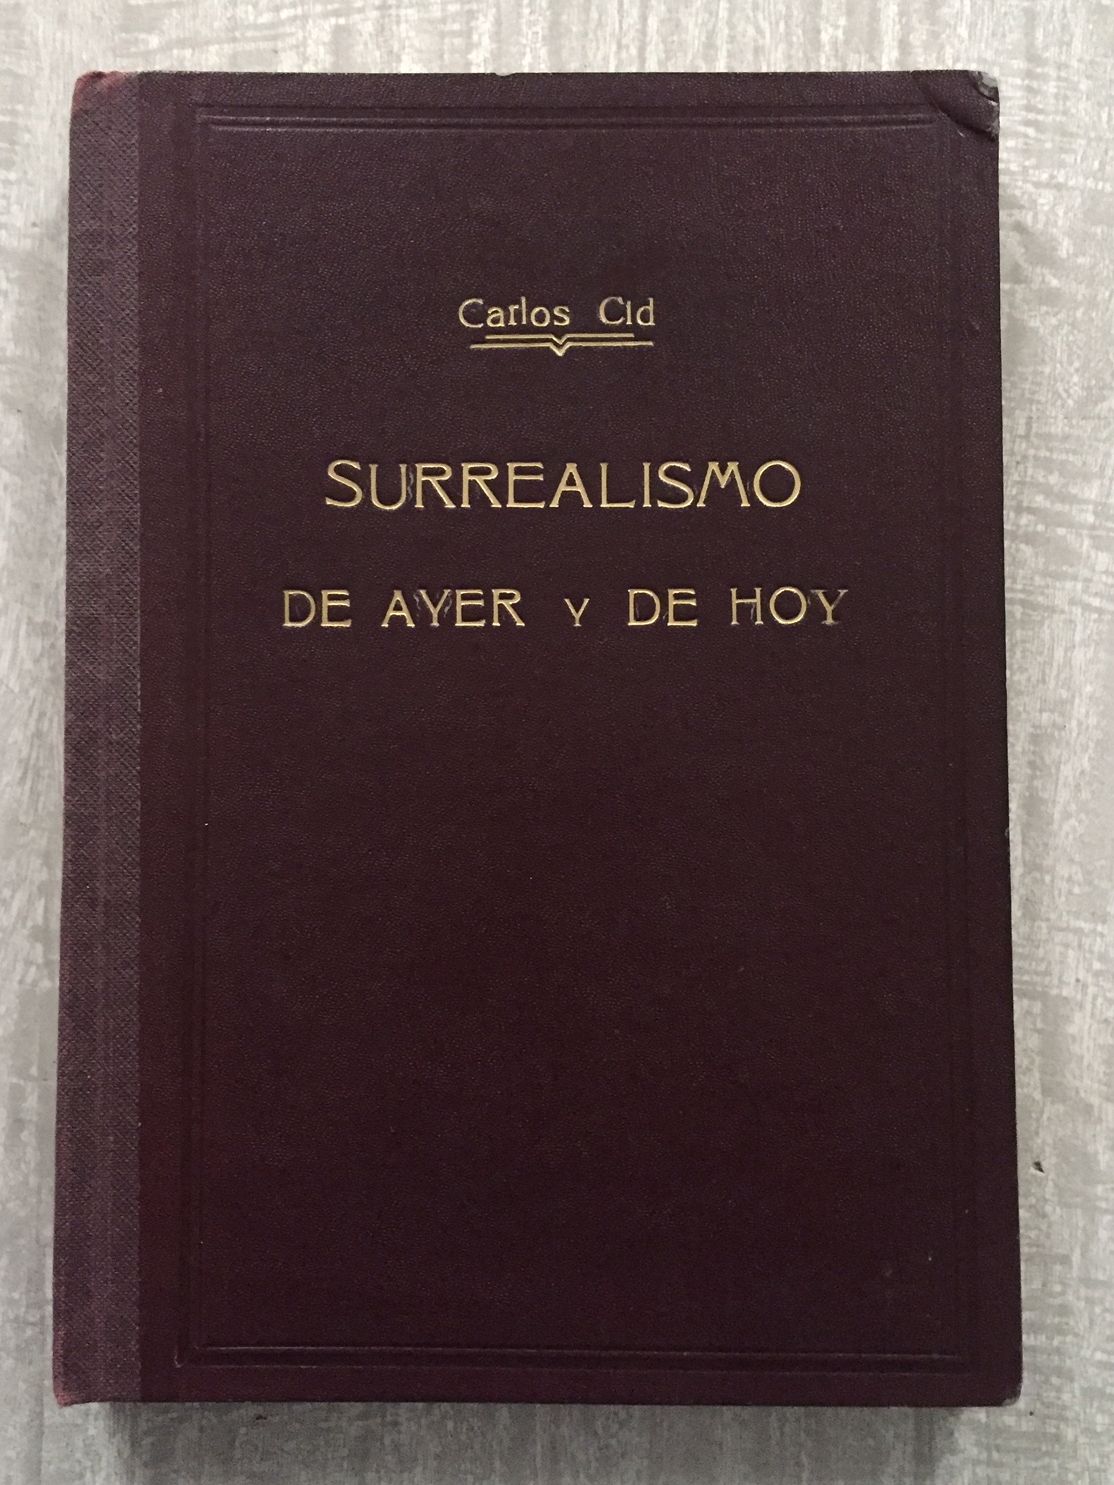 Carlos Cid
SURREALISMO
DE AYER Y DE HOY